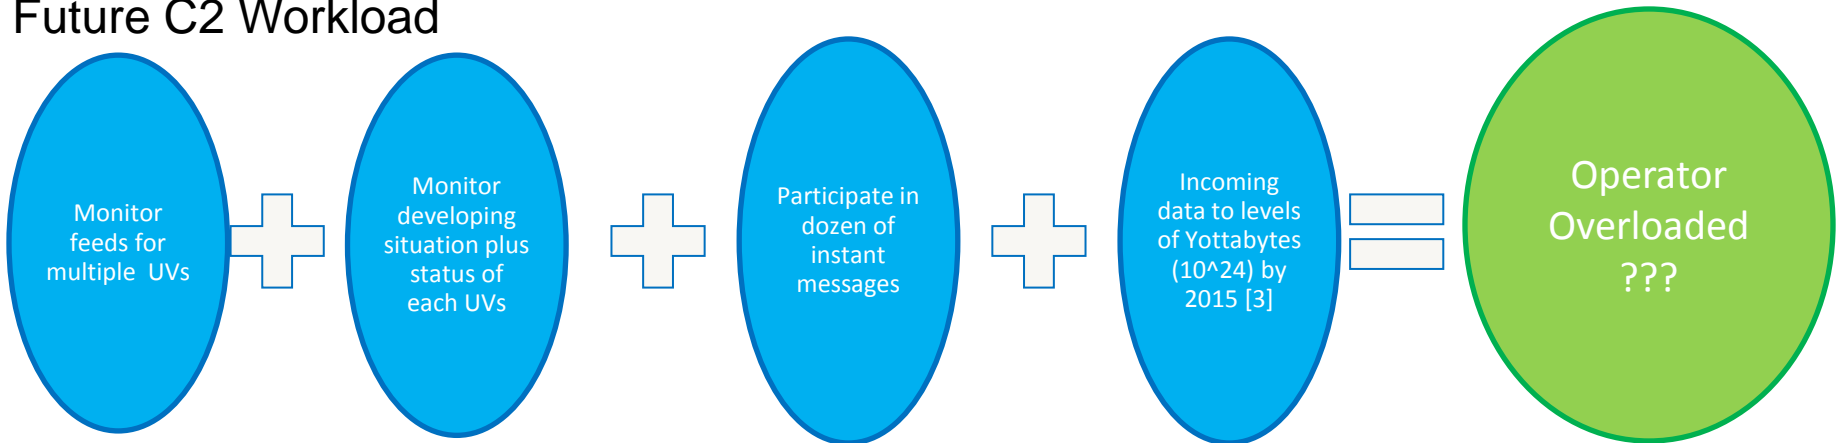 Future C2 Workload
Monitor
feeds for
multiple UVs
Monitor
developing
situation plus
status of
each UVs
Participate in
dozen of
instant
messages
Incoming
data to levels
of Yottabytes
(10^24) by
2015 [3]
Operator
Overloaded
???